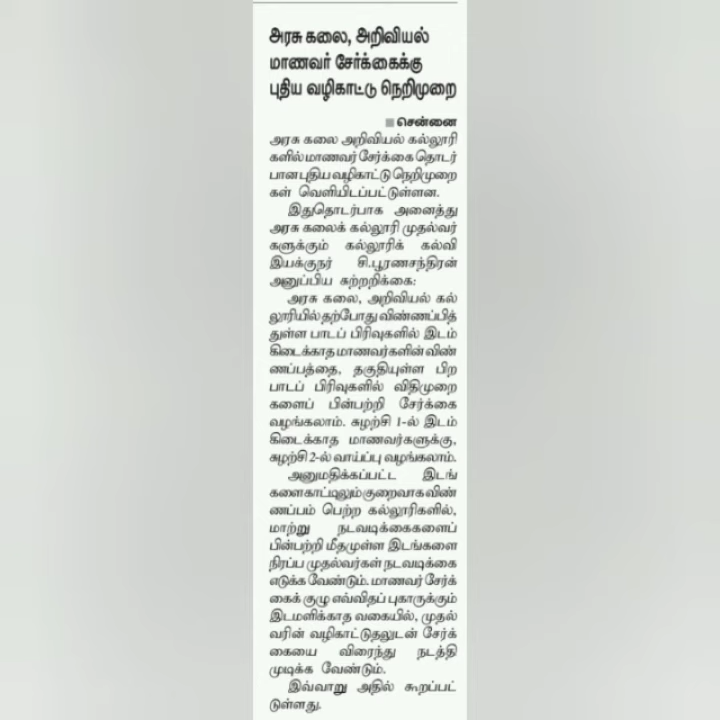 அரசு கலை, அறிவியல்
மாணவர் சேர்க்கைக்கு
புதிய வழிகாட்டு நெறிமுறை
■ சென்னை
அரசு கலை அறிவியல் கல்லூரி
களில் மாணவர் சேர்க்கை தொடர்
பான புதிய வழிகாட்டு நெறிமுறை
கள் வெளியிடப்பட்டுள்ளன.
இதுதொடர்பாக அனைத்து
அரசு கலைக் கல்லூரி முதல்வர்
களுக்கும் கல்லூரிக் கல்வி
இயக்குநர் சி.பூரணசந்திரன்
அனுப்பிய சுற்றறிக்கை:
அரசு கலை, அறிவியல் கல்
லூரியில் தற்போது விண்ணப்பித்
துள்ள பாடப் பிரிவுகளில் இடம்
கிடைக்காத மாணவர்களின் விண்
ணப்பத்தை, தகுதியுள்ள பிற
பாடப் பிரிவுகளில் விதிமுறை
களைப் பின்பற்றி சேர்க்கை
வழங்கலாம். சுழற்சி 1-ல் இடம்
கிடைக்காத மாணவர்களுக்கு,
சுழற்சி 2-ல் வாய்ப்பு வழங்கலாம்.
அனுமதிக்கப்பட்ட இடங்
களைகாட்டிலும் குறைவாக விண்
ணப்பம் பெற்ற கல்லூரிகளில்,
மாற்று நடவடிக்கைகளைப்
பின்பற்றி மீதமுள்ள இடங்களை
நிரப்ப முதல்வர்கள் நடவடிக்கை
எடுக்க வேண்டும். மாணவர் சேர்க்
கைக் குழு எவ்விதப் புகாருக்கும்
இடமளிக்காத வகையில், முதல்
வரின் வழிகாட்டுதலுடன் சேர்க்
கையை விரைந்து நடத்தி
முடிக்க வேண்டும்.
இவ்வாறு அதில் கூறப்பட்
டுள்ளது.